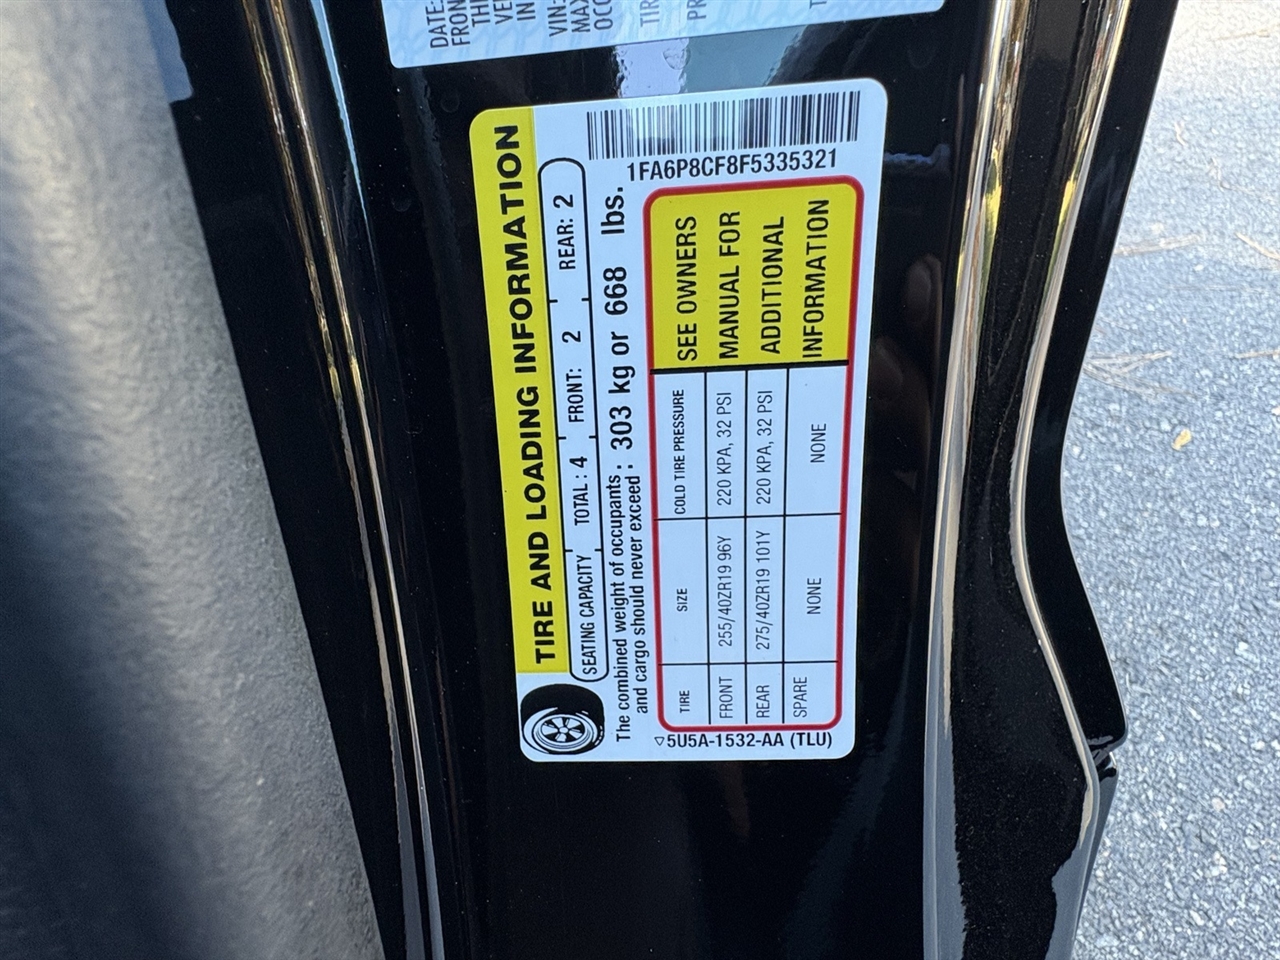 DATE:
FRON
VIN:
TIRE AND LOADING INFORMATION
SEATING CAPACITY TOTAL : 4 FRONT: 2 REAR: 2
The combined weight of occupants
and cargo should never exceed : 303 kg or 668 lbs.
1FA6P8CF8F5335321
TIRE SIZE COLD TIRE PRESSURE
FRONT 255/40ZR19 96Y 220 KPA, 32 PSI
REAR 275/40ZR19 101Y 220 KPA, 32 PSI
SPARE NONE NONE
SEE OWNERS
MANUAL FOR
ADDITIONAL
INFORMATION
▽5U5A-1532-AA (TLU)